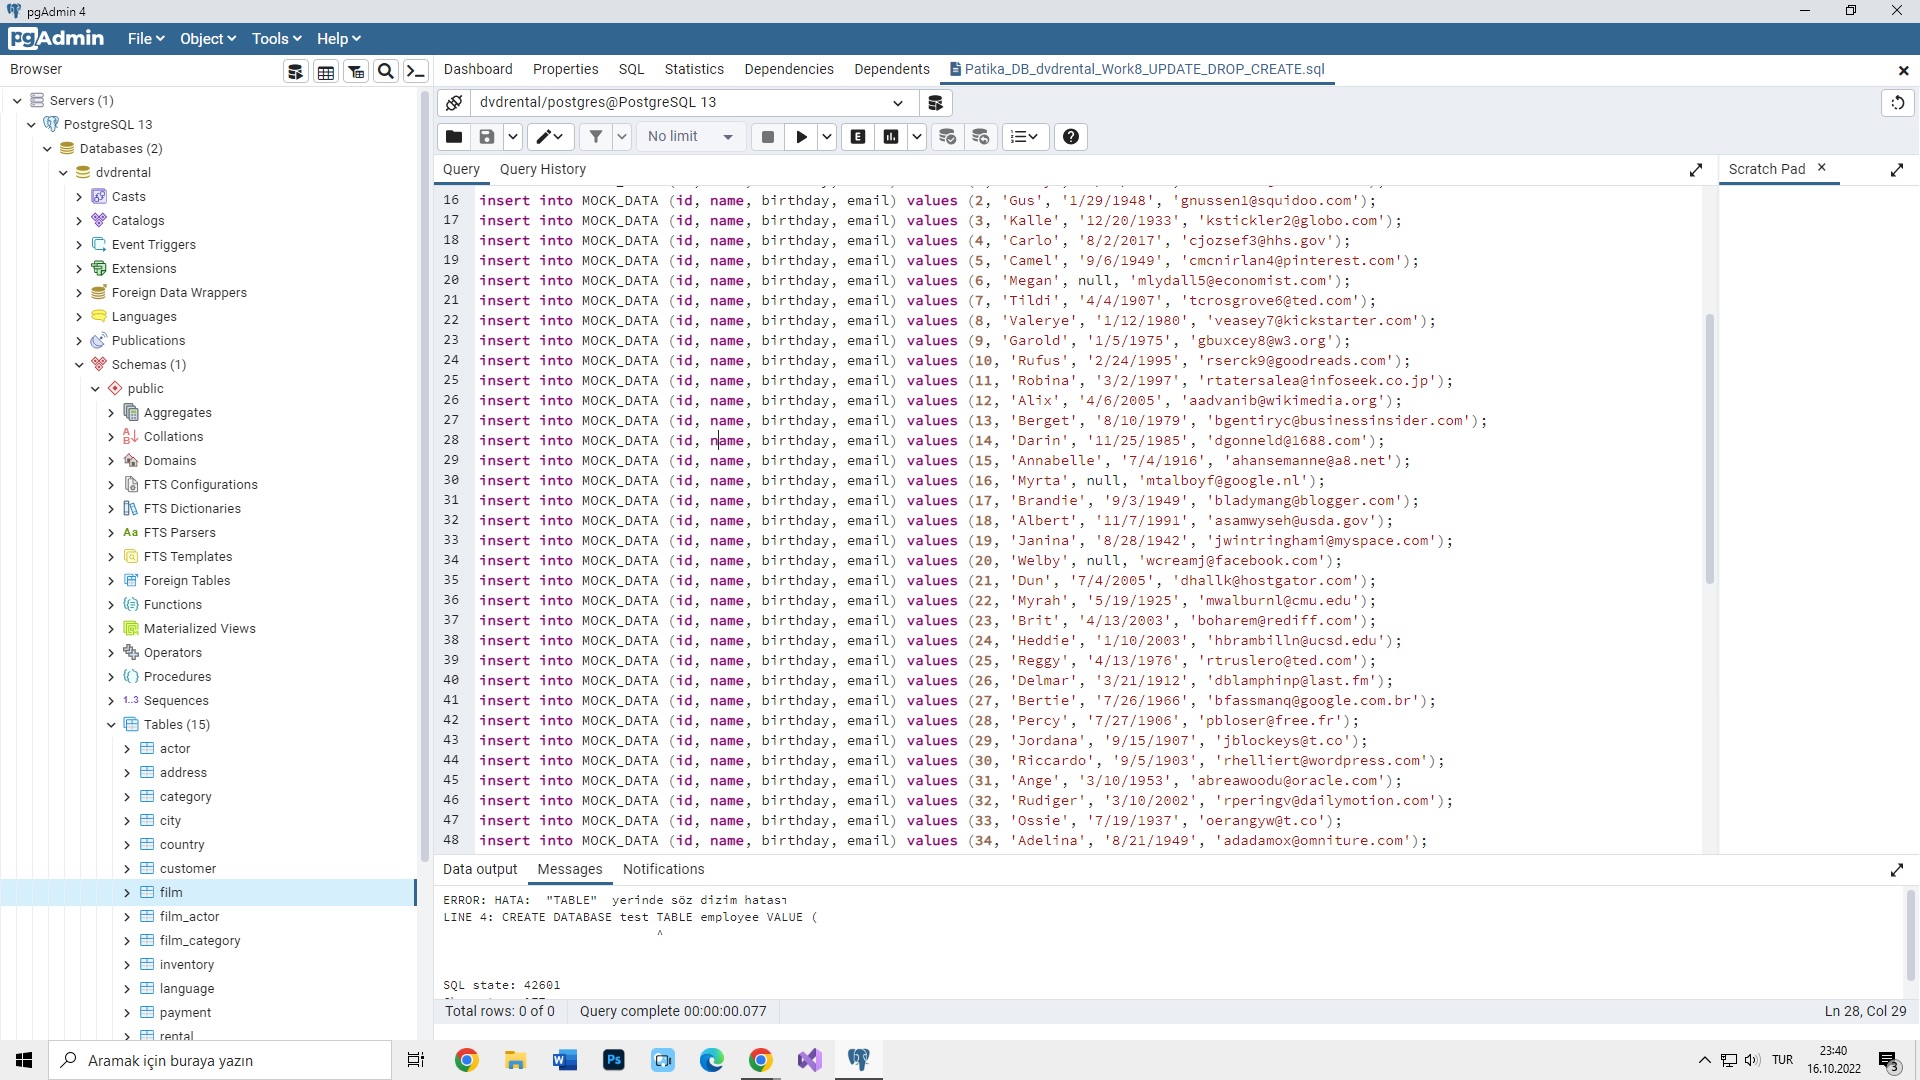 pgAdmin 4
pgAdmin File Object Tools Help
Browser
Dashboard Properties SQL Statistics Dependencies Dependents Patika_DB_dvdrental_Work8_UPDATE_DROP_CREATE.sql
dvdrental/postgres@PostgreSQL 13
No limit
Query Query History
Scratch Pad
Servers (1)
PostgreSQL 13
Databases (2)
dvdrental
Casts
Catalogs
Event Triggers
Extensions
Foreign Data Wrappers
Languages
Publications
Schemas (1)
public
Aggregates
Collations
Domains
FTS Configurations
FTS Dictionaries
Aa FTS Parsers
FTS Templates
Foreign Tables
Functions
Materialized Views
Operators
Procedures
1..3 Sequences
Tables (15)
actor
address
category
city
country
customer
film
film_actor
film_category
inventory
language
payment
rental
16 insert into MOCK_DATA (id, name, birthday, email) values (2, 'Gus', '1/29/1948', 'gnussen1@squidoo.com');
17 insert into MOCK_DATA (id, name, birthday, email) values (3, 'Kalle', '12/20/1933', 'kstickler2@globo.com');
18 insert into MOCK_DATA (id, name, birthday, email) values (4, 'Carlo', '8/2/2017', 'cjozsef3@hhs.gov');
19 insert into MOCK_DATA (id, name, birthday, email) values (5, 'Camel', '9/6/1949', 'cmcnirlan4@pinterest.com');
20 insert into MOCK_DATA (id, name, birthday, email) values (6, 'Megan', null, 'mlydall5@economist.com');
21 insert into MOCK_DATA (id, name, birthday, email) values (7, 'Tildi', '4/4/1907', 'tcrosgrove6@ted.com');
22 insert into MOCK_DATA (id, name, birthday, email) values (8, 'Valerye', '1/12/1980', 'veasey7@kickstarter.com');
23 insert into MOCK_DATA (id, name, birthday, email) values (9, 'Garold', '1/5/1975', 'gbuxcey8@w3.org');
24 insert into MOCK_DATA (id, name, birthday, email) values (10, 'Rufus', '2/24/1995', 'rserck9@goodreads.com');
25 insert into MOCK_DATA (id, name, birthday, email) values (11, 'Robina', '3/2/1997', 'rtatersalea@infoseek.co.jp');
26 insert into MOCK_DATA (id, name, birthday, email) values (12, 'Alix', '4/6/2005', 'aadvanib@wikimedia.org');
27 insert into MOCK_DATA (id, name, birthday, email) values (13, 'Berget', '8/10/1979', 'bgentiryc@businessinsider.com');
28 insert into MOCK_DATA (id, name, birthday, email) values (14, 'Darin', '11/25/1985', 'dgonneld@1688.com');
29 insert into MOCK_DATA (id, name, birthday, email) values (15, 'Annabelle', '7/4/1916', 'ahansemanne@a8.net');
30 insert into MOCK_DATA (id, name, birthday, email) values (16, 'Myrta', null, 'mtalboyf@google.nl');
31 insert into MOCK_DATA (id, name, birthday, email) values (17, 'Brandie', '9/3/1949', 'bladymang@blogger.com');
32 insert into MOCK_DATA (id, name, birthday, email) values (18, 'Albert', '11/7/1991', 'asamwyseh@usda.gov');
33 insert into MOCK_DATA (id, name, birthday, email) values (19, 'Janina', '8/28/1942', 'jwintringhami@myspace.com');
34 insert into MOCK_DATA (id, name, birthday, email) values (20, 'Welby', null, 'wcreamj@facebook.com');
35 insert into MOCK_DATA (id, name, birthday, email) values (21, 'Dun', '7/4/2005', 'dhallk@hostgator.com');
36 insert into MOCK_DATA (id, name, birthday, email) values (22, 'Myrah', '5/19/1925', 'mwalburnl@cmu.edu');
37 insert into MOCK_DATA (id, name, birthday, email) values (23, 'Brit', '4/13/2003', 'boharem@rediff.com');
38 insert into MOCK_DATA (id, name, birthday, email) values (24, 'Heddie', '1/10/2003', 'hbrambilln@ucsd.edu');
39 insert into MOCK_DATA (id, name, birthday, email) values (25, 'Reggy', '4/13/1976', 'rtruslero@ted.com');
40 insert into MOCK_DATA (id, name, birthday, email) values (26, 'Delmar', '3/21/1912', 'dblamphinp@last.fm');
41 insert into MOCK_DATA (id, name, birthday, email) values (27, 'Bertie', '7/26/1966', 'bfassmanq@google.com.br');
42 insert into MOCK_DATA (id, name, birthday, email) values (28, 'Percy', '7/27/1906', 'pbloser@free.fr');
43 insert into MOCK_DATA (id, name, birthday, email) values (29, 'Jordana', '9/15/1907', 'jblockeys@t.co');
44 insert into MOCK_DATA (id, name, birthday, email) values (30, 'Riccardo', '9/5/1903', 'rhelliert@wordpress.com');
45 insert into MOCK_DATA (id, name, birthday, email) values (31, 'Ange', '3/10/1953', 'abreawoodu@oracle.com');
46 insert into MOCK_DATA (id, name, birthday, email) values (32, 'Rudiger', '3/10/2002', 'rperingv@dailymotion.com');
47 insert into MOCK_DATA (id, name, birthday, email) values (33, 'Ossie', '7/19/1937', 'oerangyw@t.co');
48 insert into MOCK_DATA (id, name, birthday, email) values (34, 'Adelina', '8/21/1949', 'adadamox@omniture.com');
Data output Messages Notifications
ERROR: HATA: "TABLE" yerinde söz dizim hatası
LINE 4: CREATE DATABASE test TABLE employee VALUE (
^
SQL state: 42601
Total rows: 0 of 0 Query complete 00:00:00.077
Ln 28, Col 29
Aramak için buraya yazın
TUR
23:40
16.10.2022
3